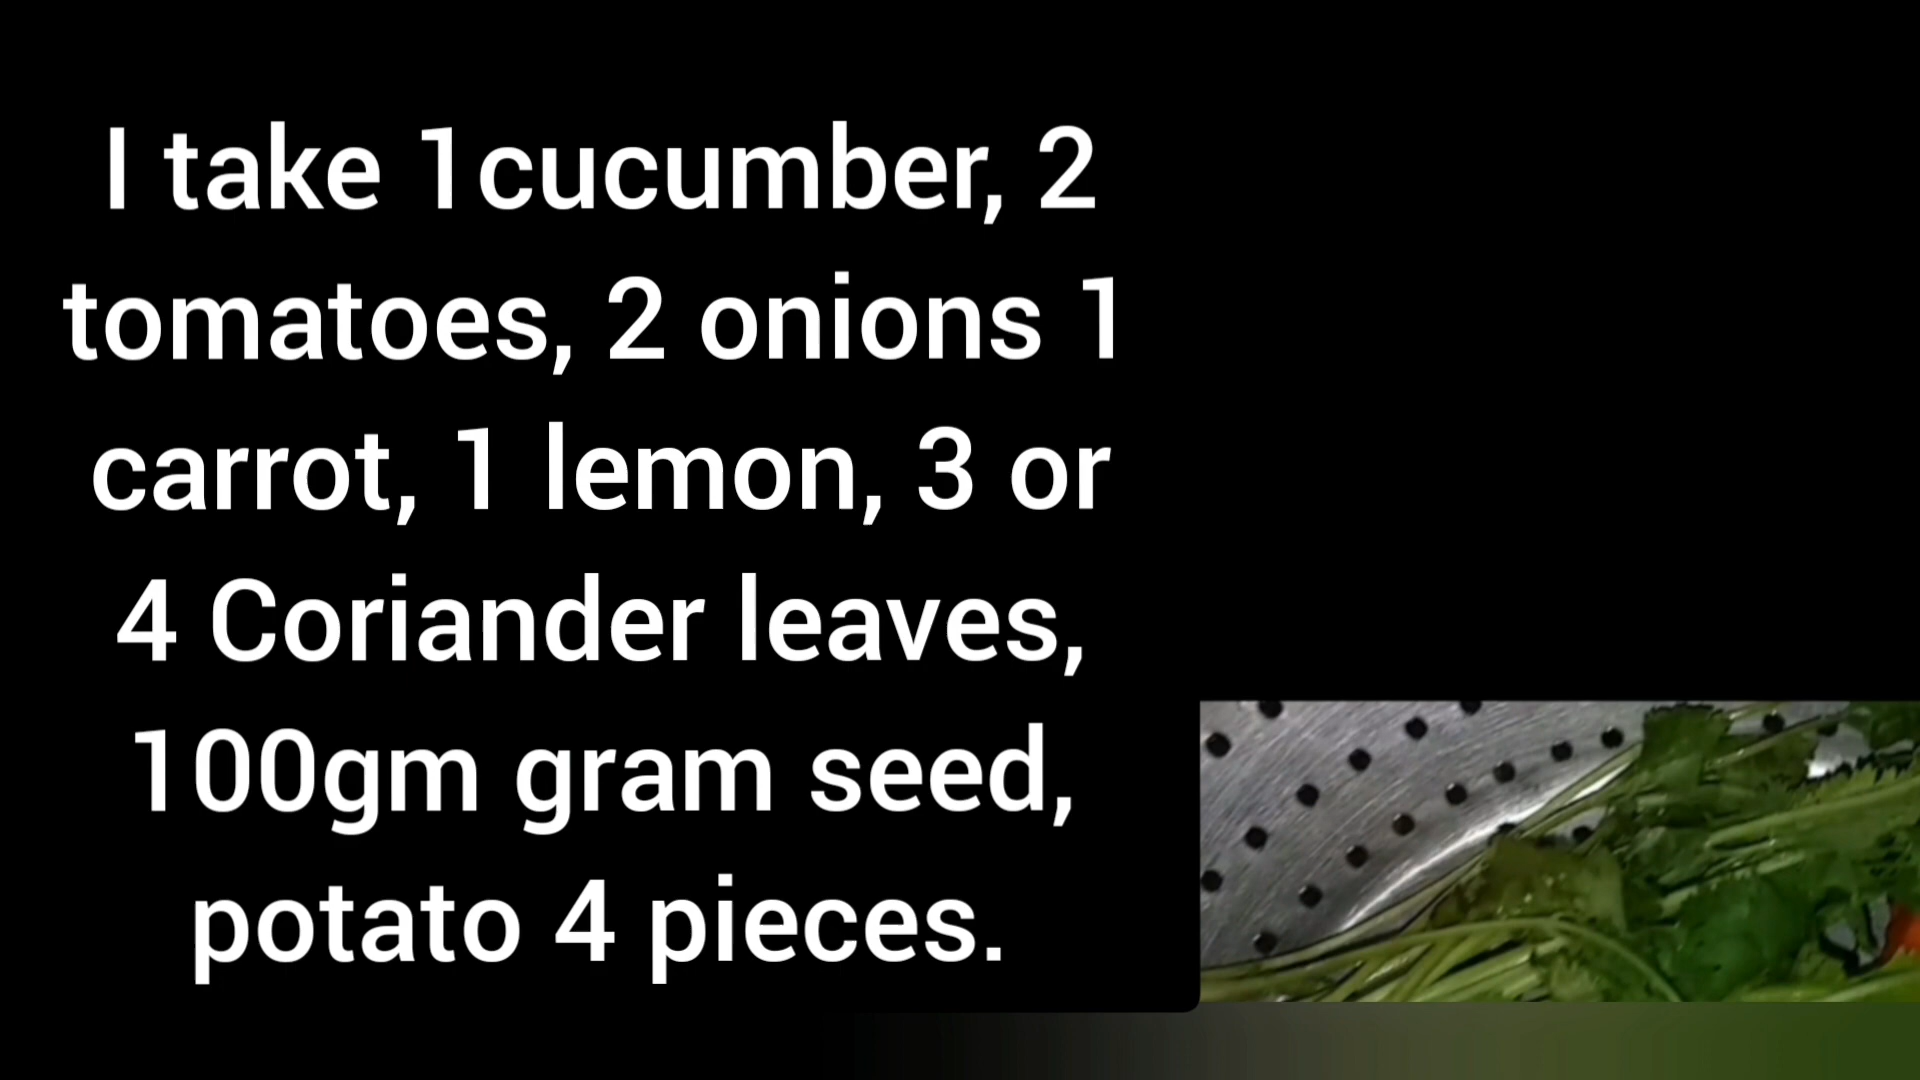 I take 1cucumber, 2
tomatoes, 2 onions 1
carrot, 1 lemon, 3 or
4 Coriander leaves,
100gm gram seed,
potato 4 pieces.